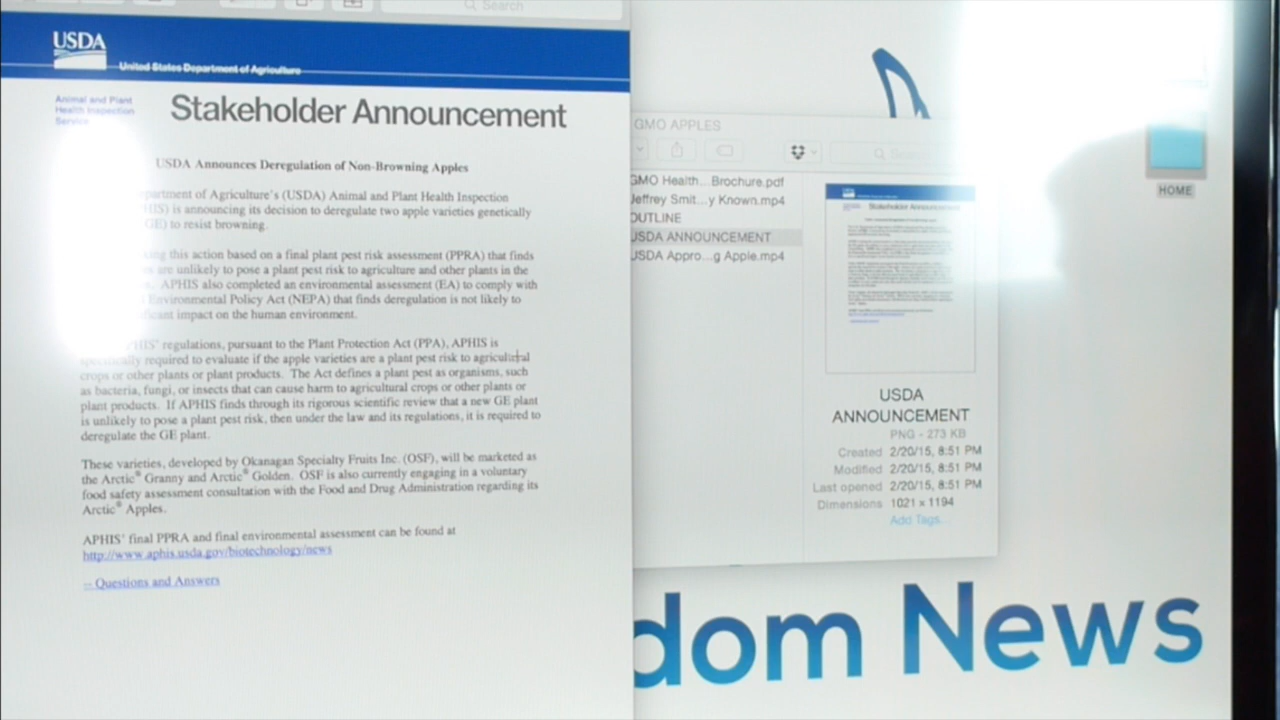 Search
USDA
United States Department of Agriculture
Animal and Plant
Health Inspection
Service
Stakeholder Announcement
USDA Announces Deregulation of Non-Browning Apples
of Agriculture's (USDA) Animal and Plant Health Inspection
is announcing its decision to deregulate two apple varieties genetically
to resist browning.
this action based on a final plant pest risk assessment (PPRA) that finds
are unlikely to pose a plant pest risk to agriculture and other plants in the
APHIS also completed an environmental assessment (EA) to comply with
Environmental Policy Act (NEPA) that finds deregulation is not likely to
impact on the human environment.
regulations, pursuant to the Plant Protection Act (PPA), APHIS is
specifically required to evaluate if the apple varieties are a plant pest risk to agricultural
crops or other plants or plant products. The Act defines a plant pest as organisms, such
as bacteria, fungi, or insects that can cause harm to agricultural crops or other plants or
plant products. If APHIS finds through its rigorous scientific review that a new GE plant
is unlikely to pose a plant pest risk, then under the law and its regulations, it is required to
deregulate the GE plant.
These varieties, developed by Okanagan Specialty Fruits Inc. (OSF), will be marketed as
the Arctic® Granny and Arctic® Golden. OSF is also currently engaging in a voluntary
food safety assessment consultation with the Food and Drug Administration regarding its
Arctic® Apples.
APHIS' final PPRA and final environmental assessment can be found at
http://www.aphis.usda.gov/biotechnology/news
-- Questions and Answers
GMO APPLES
Search
GMO Health...Brochure.pdf
Jeffrey Smit...y Known.mp4
OUTLINE
USDA ANNOUNCEMENT
USDA Appro...g Apple.mp4
USDA
ANNOUNCEMENT
PNG - 273 KB
Created 2/20/15, 8:51 PM
Modified 2/20/15, 8:51 PM
Last opened 2/20/15, 8:51 PM
Dimensions 1021 x 1194
Add Tags...
HOME
dom News